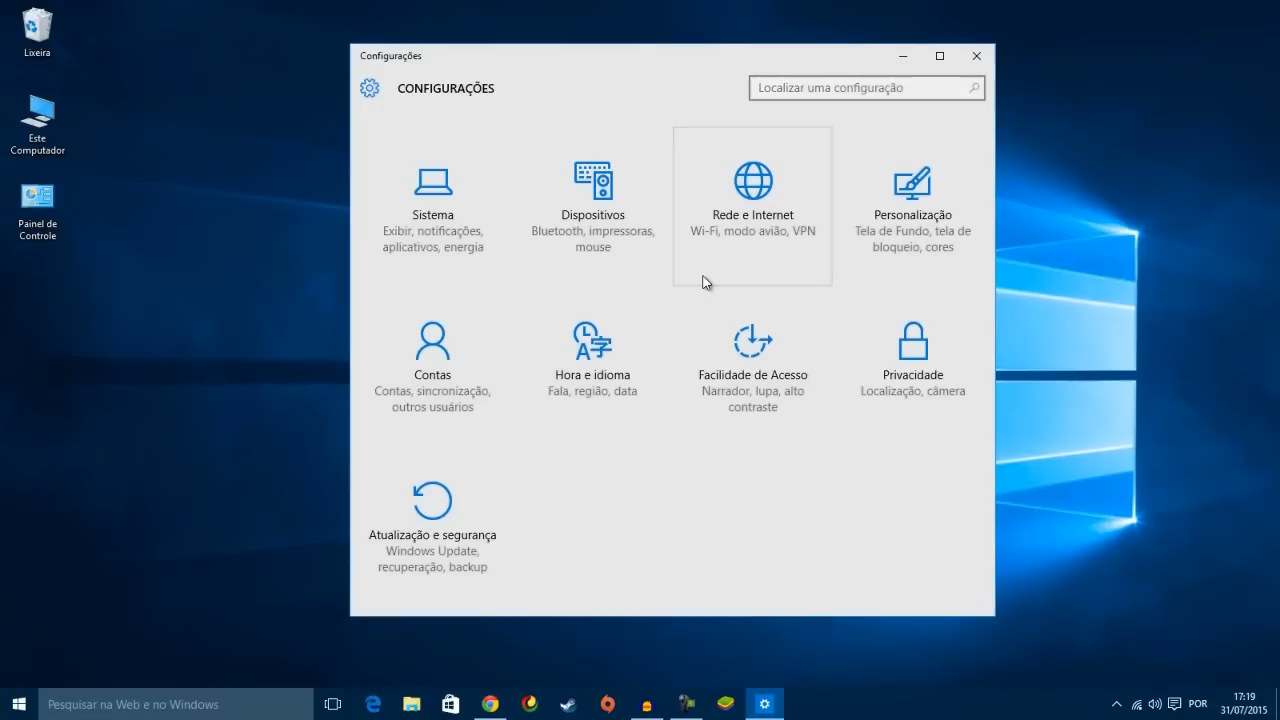 Lixeira
Este
Computador
Painel de
Controle
Configurações
CONFIGURAÇÕES
Localizar uma configuração
Sistema
Exibir, notificações,
aplicativos, energia
Dispositivos
Bluetooth, impressoras,
mouse
Rede e Internet
Wi-Fi, modo avião, VPN
Personalização
Tela de Fundo, tela de
bloqueio, cores
Contas
Contas, sincronização,
outros usuários
Hora e idioma
Fala, região, data
Facilidade de Acesso
Narrador, lupa, alto
contraste
Privacidade
Localização, câmera
Atualização e segurança
Windows Update,
recuperação, backup
Pesquisar na Web e no Windows
POR
17:19
31/07/2015